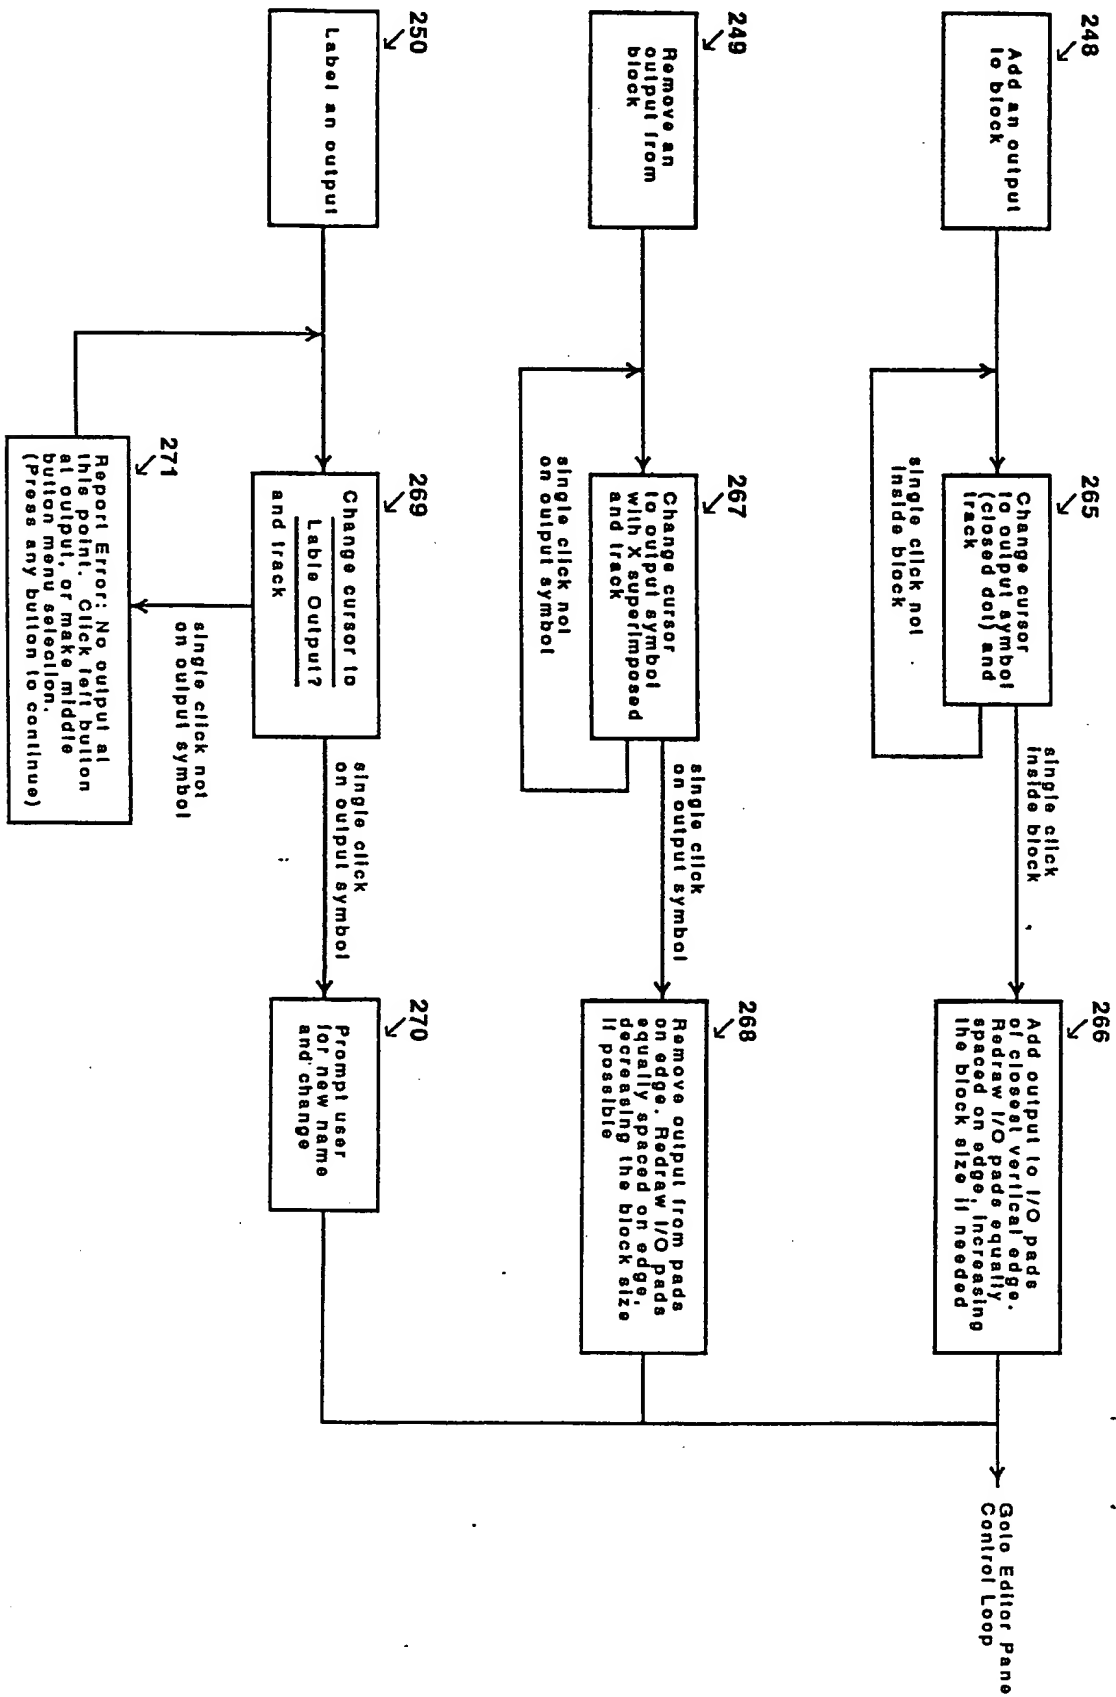 248
Add an output
to block
265
Change cursor
to output symbol
(closed dot) and
track
single click not
inside block
single click
inside block
266
Add output to I/O pads
of closest vertical edge.
Redraw I/O pads equally
spaced on edge, increasing
the block size if needed
Goto Editor Pane
Control Loop
249
Remove an
output from
block
267
Change cursor
to output symbol
with X superimposed
and track
single click not
on output symbol
single click
on output symbol
268
Remove output from pads
on edge. Redraw I/O pads
equally spaced on edge,
decreasing the block size
if possible
250
Label an output
269
Change cursor to
Lable Output?
and track
single click
on output symbol
270
Prompt user
for new name
and change
single click not
on output symbol
271
Report Error: No output at
this point. Click left button
at output, or make middle
button menu selection.
(Press any button to continue)